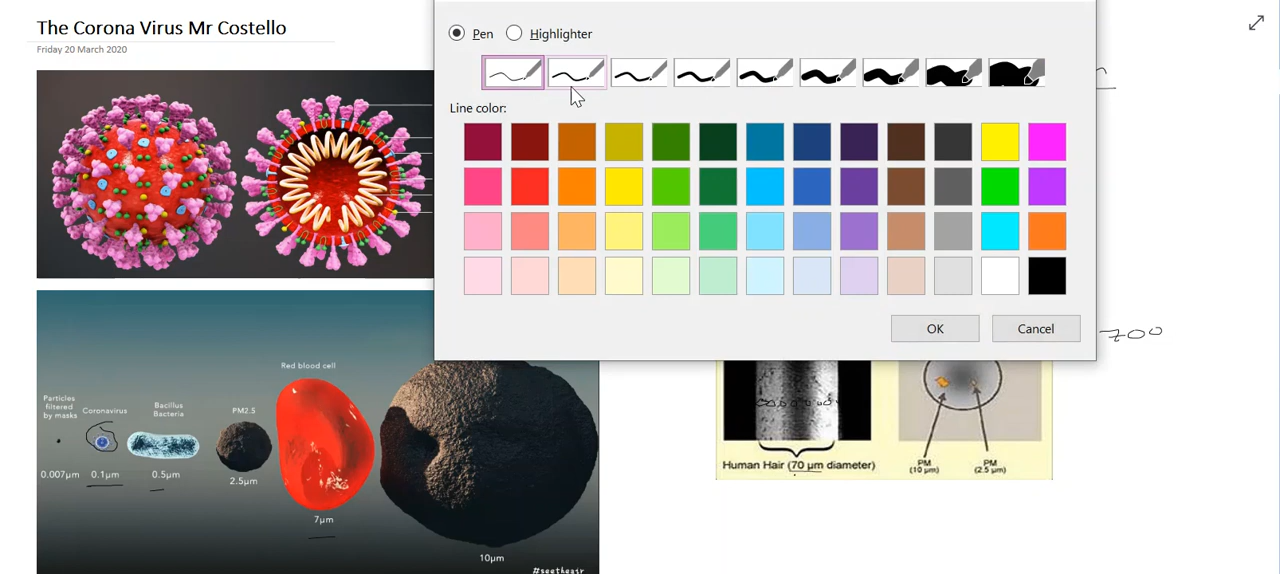 The Corona Virus Mr Costello
Friday 20 March 2020
Pen
Highlighter
Line color:
OK
Cancel
700
Red blood cell
Particles
filtered
by masks
Coronavirus
Bacillus
Bacteria
PM2.5
0.007µm
0.1µm
0.5µm
2.5µm
7µm
10µm
#seetheair
Human Hair (70 µm diameter)
PM
(10 µm)
PM
(2.5 µm)